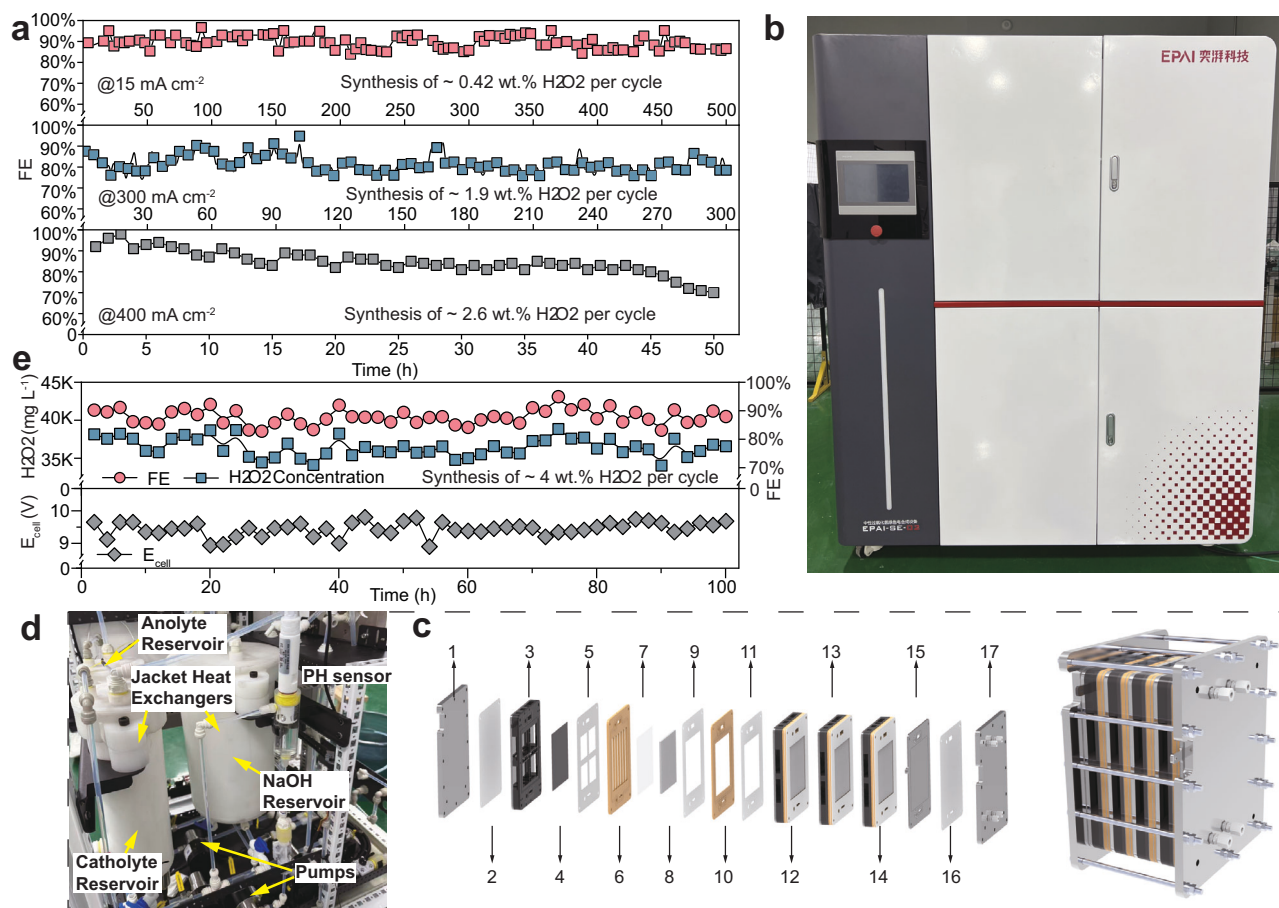 a
100%
90%
80%
70%
60%
@15 mA cm-2
Synthesis of ~ 0.42 wt.% H2O2 per cycle
50 100 150 200 250 300 350 400 450 500
100%
90%
80%
70%
60%
FE
@300 mA cm-2
Synthesis of ~ 1.9 wt.% H2O2 per cycle
30 60 90 120 150 180 210 240 270 300
100%
90%
80%
70%
60%
0
@400 mA cm-2
Synthesis of ~ 2.6 wt.% H2O2 per cycle
0 5 10 15 20 25 30 35 40 45 50
Time (h)
b
EPAI 奕湃科技
EPAI-SE-03
e
45K
40K
35K
0
H2O2(mg L-1)
100%
90%
80%
70%
0
FE
FE
H2O2 Concentration
Synthesis of ~ 4 wt.% H2O2 per cycle
10
9
0
Ecell (V)
Ecell
0 20 40 60 80 100
Time (h)
d
Anolyte
Reservoir
Jacket Heat
Exchangers
PH sensor
NaOH
Reservoir
Catholyte
Reservoir
Pumps
c
1 3 5 7 9 11 13 15 17
2 4 6 8 10 12 14 16